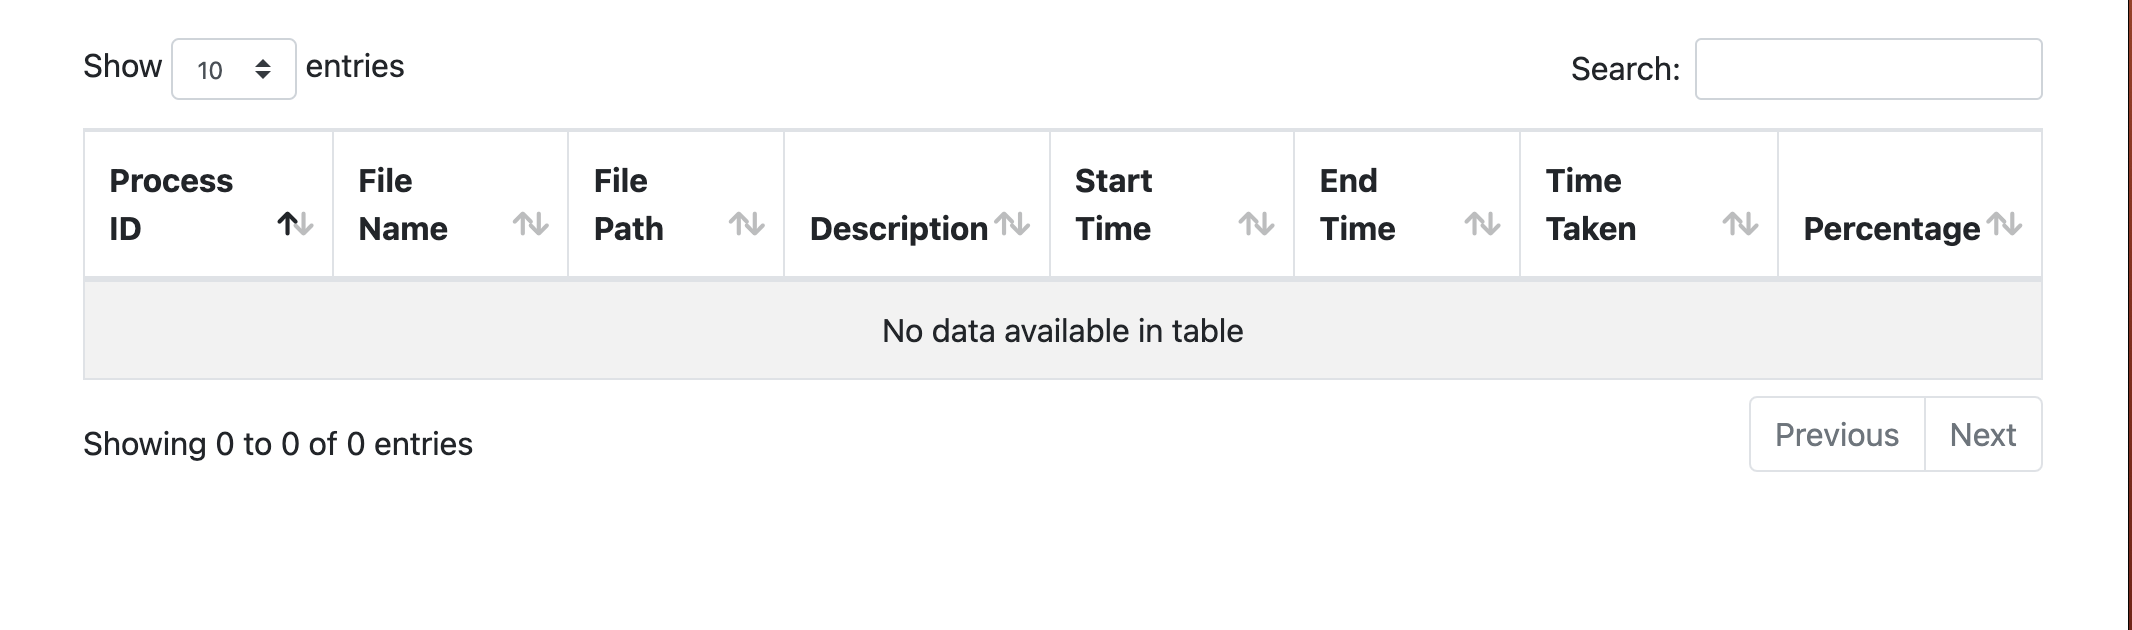 Show 10 entries
Search:
Process ID
File Name
File Path
Description
Start Time
End Time
Time Taken
Percentage
No data available in table
Showing 0 to 0 of 0 entries
Previous
Next